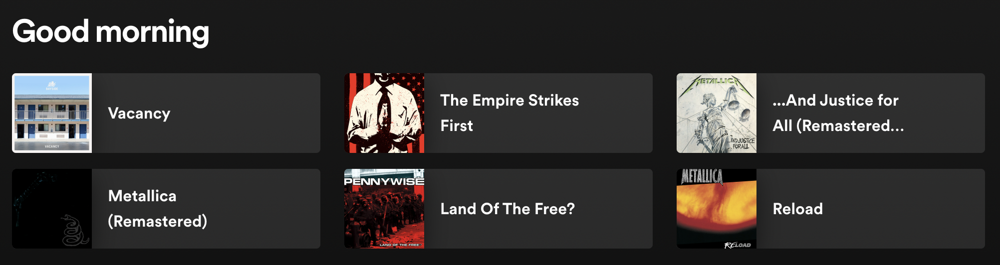 Good morning
BAYSIDE
VACANCY
Vacancy
The Empire Strikes
First
METALLICA
...AND JUSTICE
FOR ALL
...And Justice for
All (Remastered...
Metallica
(Remastered)
PENNYWISE
LAND OF THE FREE?
Land Of The Free?
METALLICA
RELOAD
Reload